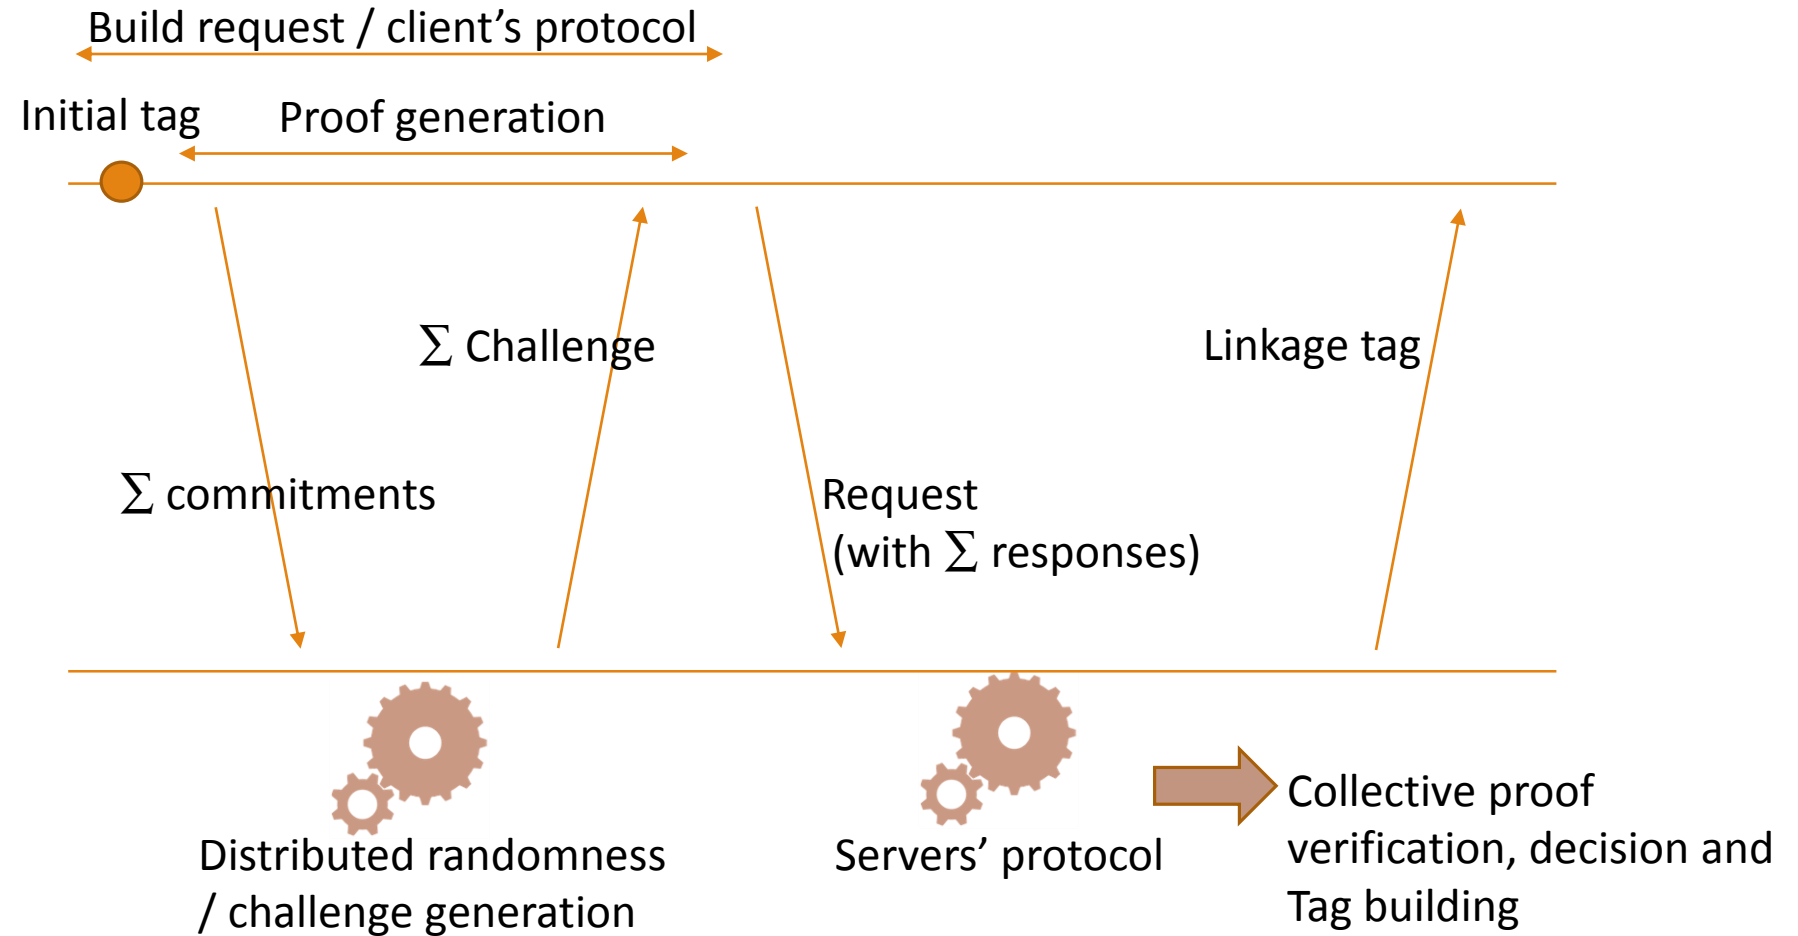 Build request / client’s protocol
Initial tag
Proof generation
∑ Challenge
Linkage tag
∑ commitments
Request
(with ∑ responses)
Distributed randomness
/ challenge generation
Servers’ protocol
Collective proof
verification, decision and
Tag building